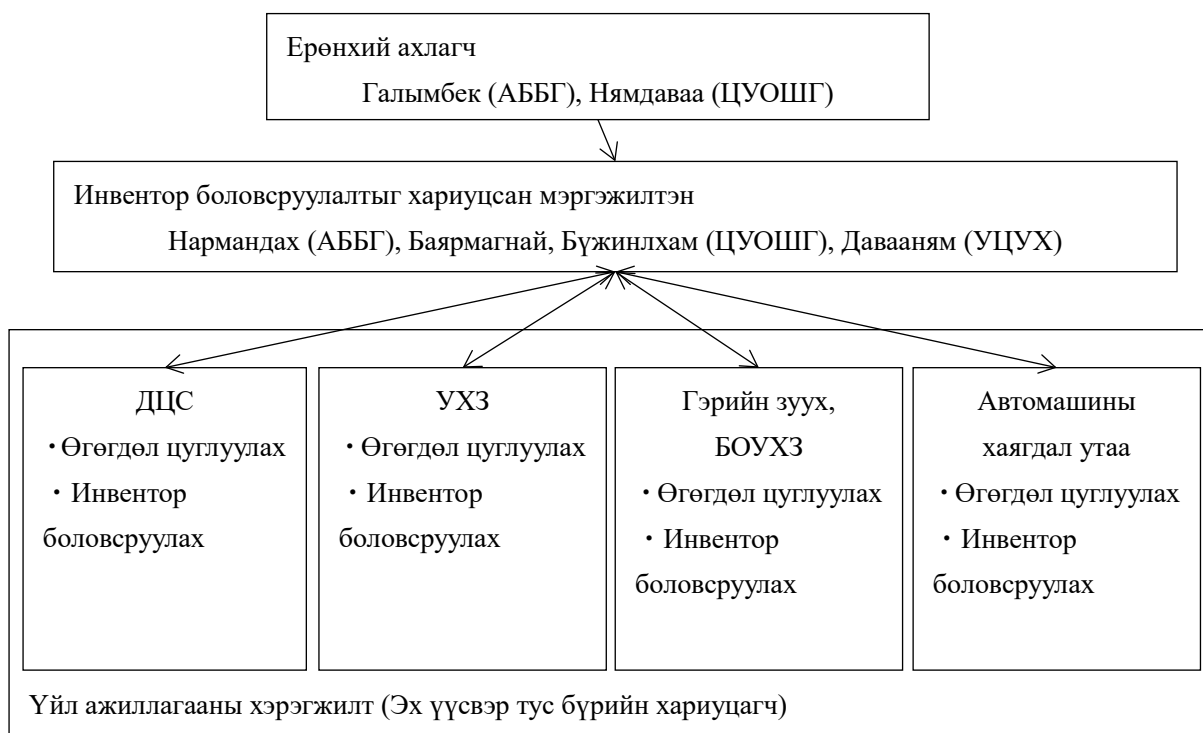 Ерөнхий ахлагч
Галымбек (АББГ), Нямдаваа (ЦУОШГ)
Инвентор боловсруулалтыг хариуцсан мэргэжилтэн
Нармандах (АББГ), Баярмагнай, Бүжинлхам (ЦУОШГ), Давааням (УЦУХ)
ДЦС
・Өгөгдөл цуглуулах
・ Инвентор
боловсруулах
УХЗ
・Өгөгдөл цуглуулах
・ Инвентор
боловсруулах
Гэрийн зуух,
БОУХЗ
・Өгөгдөл цуглуулах
・ Инвентор
боловсруулах
Автомашины
хаягдал утаа
・Өгөгдөл цуглуулах
・ Инвентор
боловсруулах
Үйл ажиллагааны хэрэгжилт (Эх үүсвэр тус бүрийн хариуцагч)